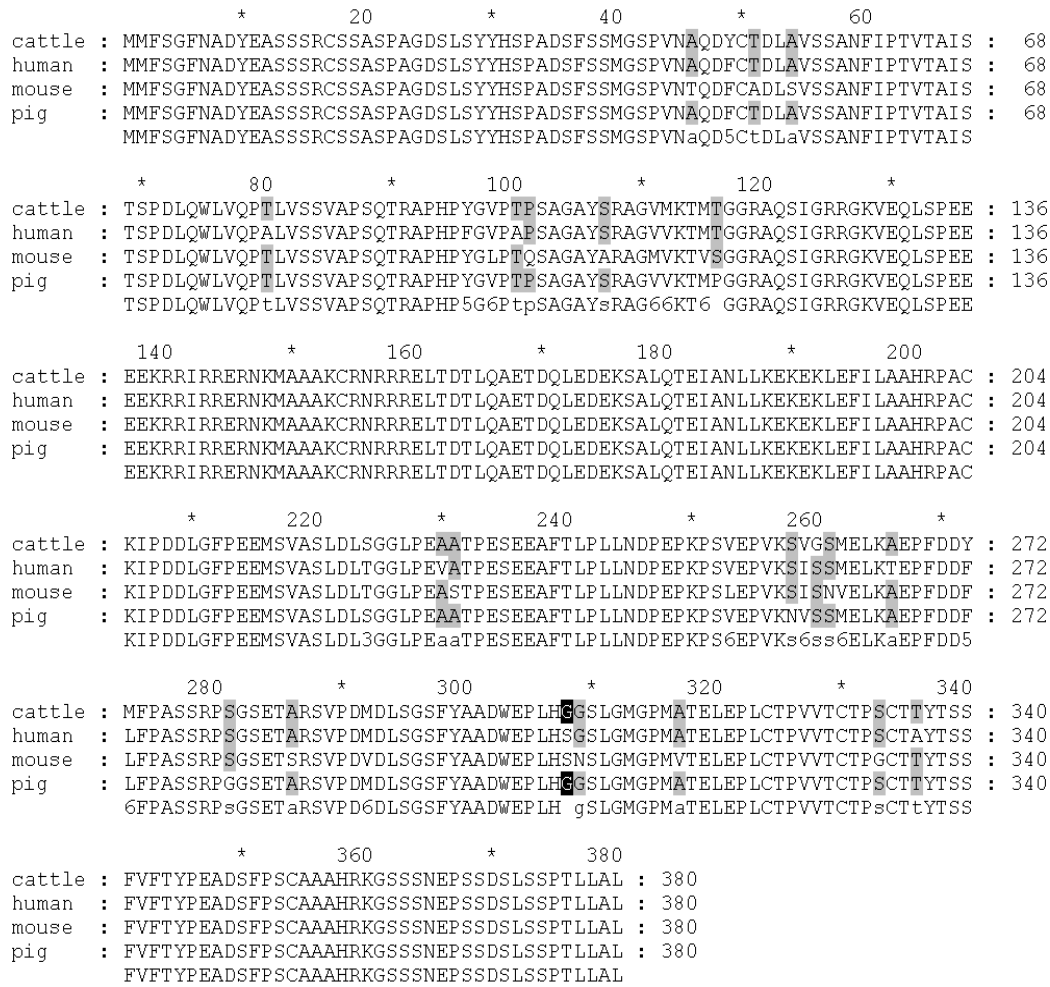 * 20 * 40 * 60
cattle : MMFSGFNADYEASSSRCSSASPAGDSLSYYHSPADSFSSMGSPVNAQDYCTDLAVSSANFIPTVTAIS : 68
human : MMFSGFNADYEASSSRCSSASPAGDSLSYYHSPADSFSSMGSPVNAQDFCTDLAVSSANFIPTVTAIS : 68
mouse : MMFSGFNADYEASSSRCSSASPAGDSLSYYHSPADSFSSMGSPVNTQDFCADLSVSSANFIPTVTAIS : 68
pig : MMFSGFNADYEASSSRCSSASPAGDSLSYYHSPADSFSSMGSPVNAQDFCTDLAVSSANFIPTVTAIS : 68
MMFSGFNADYEASSSRCSSASPAGDSLSYYHSPADSFSSMGSPVNaQD5CtDLaVSSANFIPTVTAIS
* 80 * 100 * 120 *
cattle : TSPDLQWLVQPTLVSSVAPSQTRAPHPYGVPTPSAGAYSRAGVMKTMTGGRAQSIGRRGKVEQLSPEE : 136
human : TSPDLQWLVQPALVSSVAPSQTRAPHPFGVPAPSAGAYSRAGVVKTMTGGRAQSIGRRGKVEQLSPEE : 136
mouse : TSPDLQWLVQPTLVSSVAPSQTRAPHPYGLPTQSAGAYARAGMVKTVSGGRAQSIGRRGKVEQLSPEE : 136
pig : TSPDLQWLVQPTLVSSVAPSQTRAPHPYGVPTPSAGAYSRAGVVKTMPGGRAQSIGRRGKVEQLSPEE : 136
TSPDLQWLVQPtLVSSVAPSQTRAPHP5G6PtpSAGAYsRAG66KT6 GGRAQSIGRRGKVEQLSPEE
140 * 160 * 180 * 200
cattle : EEKRRIRRERNKMAAAKCRNRRRELTDTLQAETDQLEDEKSALQTEIANLLKEKEKLEFILAAHRPAC : 204
human : EEKRRIRRERNKMAAAKCRNRRRELTDTLQAETDQLEDEKSALQTEIANLLKEKEKLEFILAAHRPAC : 204
mouse : EEKRRIRRERNKMAAAKCRNRRRELTDTLQAETDQLEDEKSALQTEIANLLKEKEKLEFILAAHRPAC : 204
pig : EEKRRIRRERNKMAAAKCRNRRRELTDTLQAETDQLEDEKSALQTEIANLLKEKEKLEFILAAHRPAC : 204
EEKRRIRRERNKMAAAKCRNRRRELTDTLQAETDQLEDEKSALQTEIANLLKEKEKLEFILAAHRPAC
* 220 * 240 * 260 *
cattle : KIPDDLGFPEEMSVASLDLSGGLPEAATPESEEAFTLPLLNDPEPKPSVEPVKSVGSMELKAEPFDDY : 272
human : KIPDDLGFPEEMSVASLDLTGGLPEVATPESEEAFTLPLLNDPEPKPSVEPVKSISSMELKTEPFDDF : 272
mouse : KIPDDLGFPEEMSVASLDLTGGLPEASTPESEEAFTLPLLNDPEPKPSLEPVKSISNVELKAEPFDDF : 272
pig : KIPDDLGFPEEMSVASLDLSGGLPEAATPESEEAFTLPLLNDPEPKPSVEPVKNVSSMELKAEPFDDF : 272
KIPDDLGFPEEMSVASLDL3GGLPEaaTPESEEAFTLPLLNDPEPKPS6EPVKs6ss6ELKaEPFDD5
280 * 300 * 320 * 340
cattle : MFPASSRPSGSETARSVPDMDLSGSFYAADWEPLHGGSLGMGPMATELEPLCTPVVTCTPSCTTYTSS : 340
human : LFPASSRPSGSETARSVPDMDLSGSFYAADWEPLHSGSLGMGPMATELEPLCTPVVTCTPSCTAYTSS : 340
mouse : LFPASSRPSGSETSRSVPDVDLSGSFYAADWEPLHSNSLGMGPMVTELEPLCTPVVTCTPGCTTYTSS : 340
pig : LFPASSRPGGSETARSVPDMDLSGSFYAADWEPLHGGSLGMGPMATELEPLCTPVVTCTPSCTTYTSS : 340
6FPASSRPsGSETaRSVPD6DLSGSFYAADWEPLH gSLGMGPMaTELEPLCTPVVTCTPsCTtYTSS
* 360 * 380
cattle : FVFTYPEADSFPSCAAAHRKGSSSNEPSSDSLSSPTLLAL : 380
human : FVFTYPEADSFPSCAAAHRKGSSSNEPSSDSLSSPTLLAL : 380
mouse : FVFTYPEADSFPSCAAAHRKGSSSNEPSSDSLSSPTLLAL : 380
pig : FVFTYPEADSFPSCAAAHRKGSSSNEPSSDSLSSPTLLAL : 380
FVFTYPEADSFPSCAAAHRKGSSSNEPSSDSLSSPTLLAL